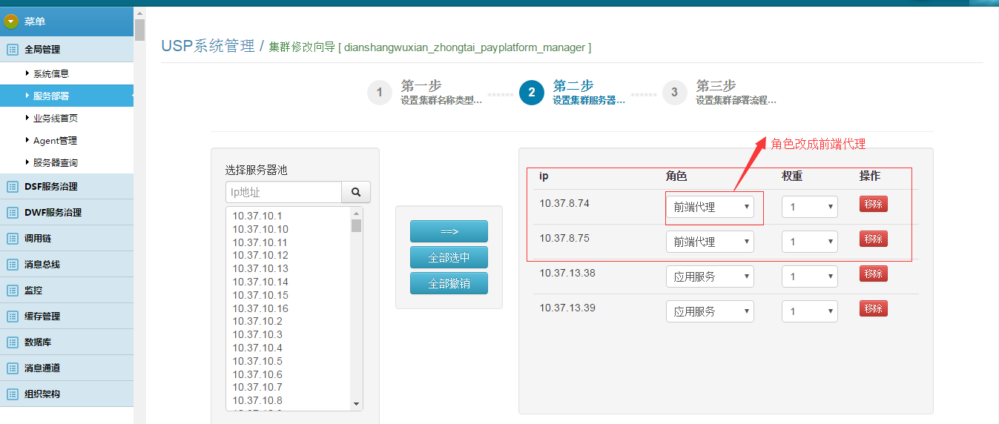 菜单
全局管理
系统信息
服务部署
业务线首页
Agent管理
服务器查询
DSF服务治理
DWF服务治理
调用链
消息总线
监控
缓存管理
数据库
消息通道
组织架构
USP系统管理 / 集群修改向导 [ dianshangwuxian_zhongtai_payplatform_manager ]
1 第一步
设置集群名称类型...
2 第二步
设置集群服务器...
3 第三步
设置集群部署流程...
角色改成前端代理
选择服务器池
Ip地址
10.37.10.1
10.37.10.10
10.37.10.11
10.37.10.12
10.37.10.13
10.37.10.14
10.37.10.15
10.37.10.16
10.37.10.2
10.37.10.3
10.37.10.4
10.37.10.5
10.37.10.6
10.37.10.7
10.37.10.8
==>
全部选中
全部撤销
ip 角色 权重 操作
10.37.8.74 前端代理 1 移除
10.37.8.75 前端代理 1 移除
10.37.13.38 应用服务 1 移除
10.37.13.39 应用服务 1 移除